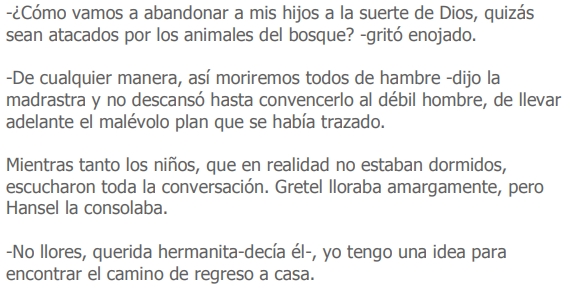 -¿Cómo vamos a abandonar a mis hijos a la suerte de Dios, quizás
sean atacados por los animales del bosque? -gritó enojado.
-De cualquier manera, así moriremos todos de hambre -dijo la
madrastra y no descansó hasta convencerlo al débil hombre, de llevar
adelante el malévolo plan que se había trazado.
Mientras tanto los niños, que en realidad no estaban dormidos,
escucharon toda la conversación. Gretel lloraba amargamente, pero
Hansel la consolaba.
-No llores, querida hermanita-decía él-, yo tengo una idea para
encontrar el camino de regreso a casa.